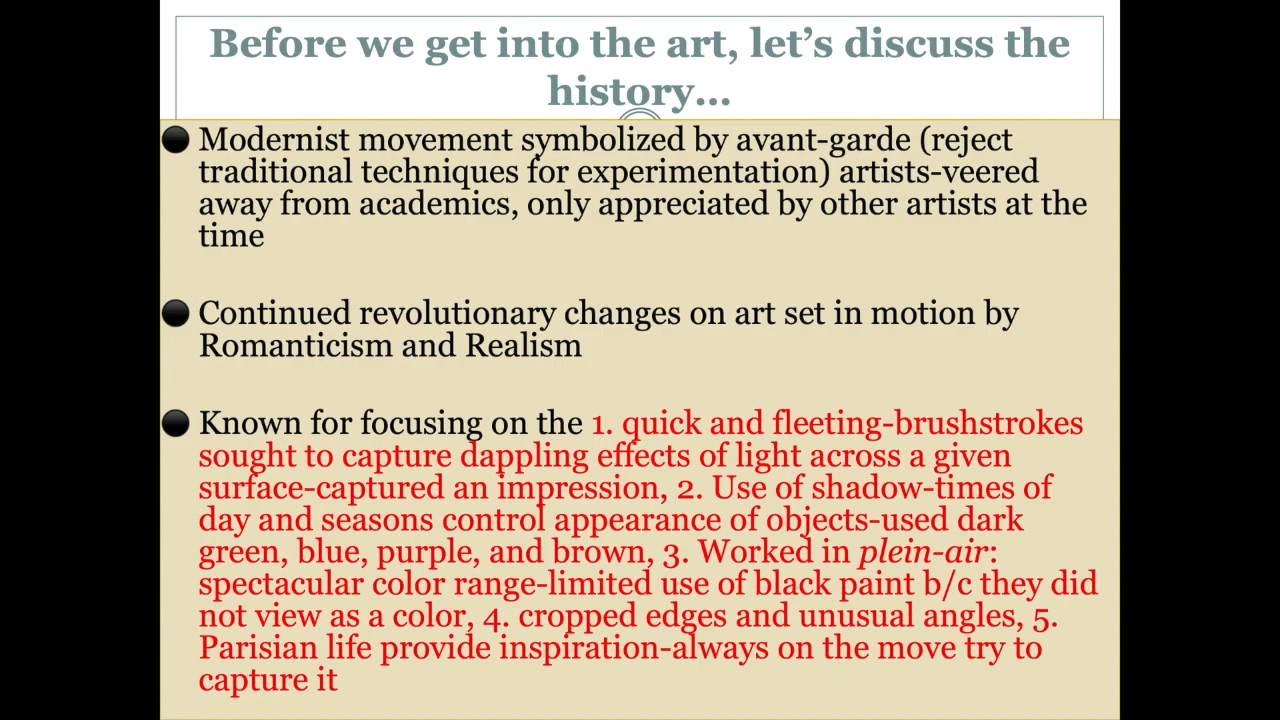 Before we get into the art, let’s discuss the
history…
Modernist movement symbolized by avant-garde (reject
traditional techniques for experimentation) artists-veered
away from academics, only appreciated by other artists at the
time
Continued revolutionary changes on art set in motion by
Romanticism and Realism
Known for focusing on the 1. quick and fleeting-brushstrokes
sought to capture dappling effects of light across a given
surface-captured an impression, 2. Use of shadow-times of
day and seasons control appearance of objects-used dark
green, blue, purple, and brown, 3. Worked in plein-air:
spectacular color range-limited use of black paint b/c they did
not view as a color, 4. cropped edges and unusual angles, 5.
Parisian life provide inspiration-always on the move try to
capture it